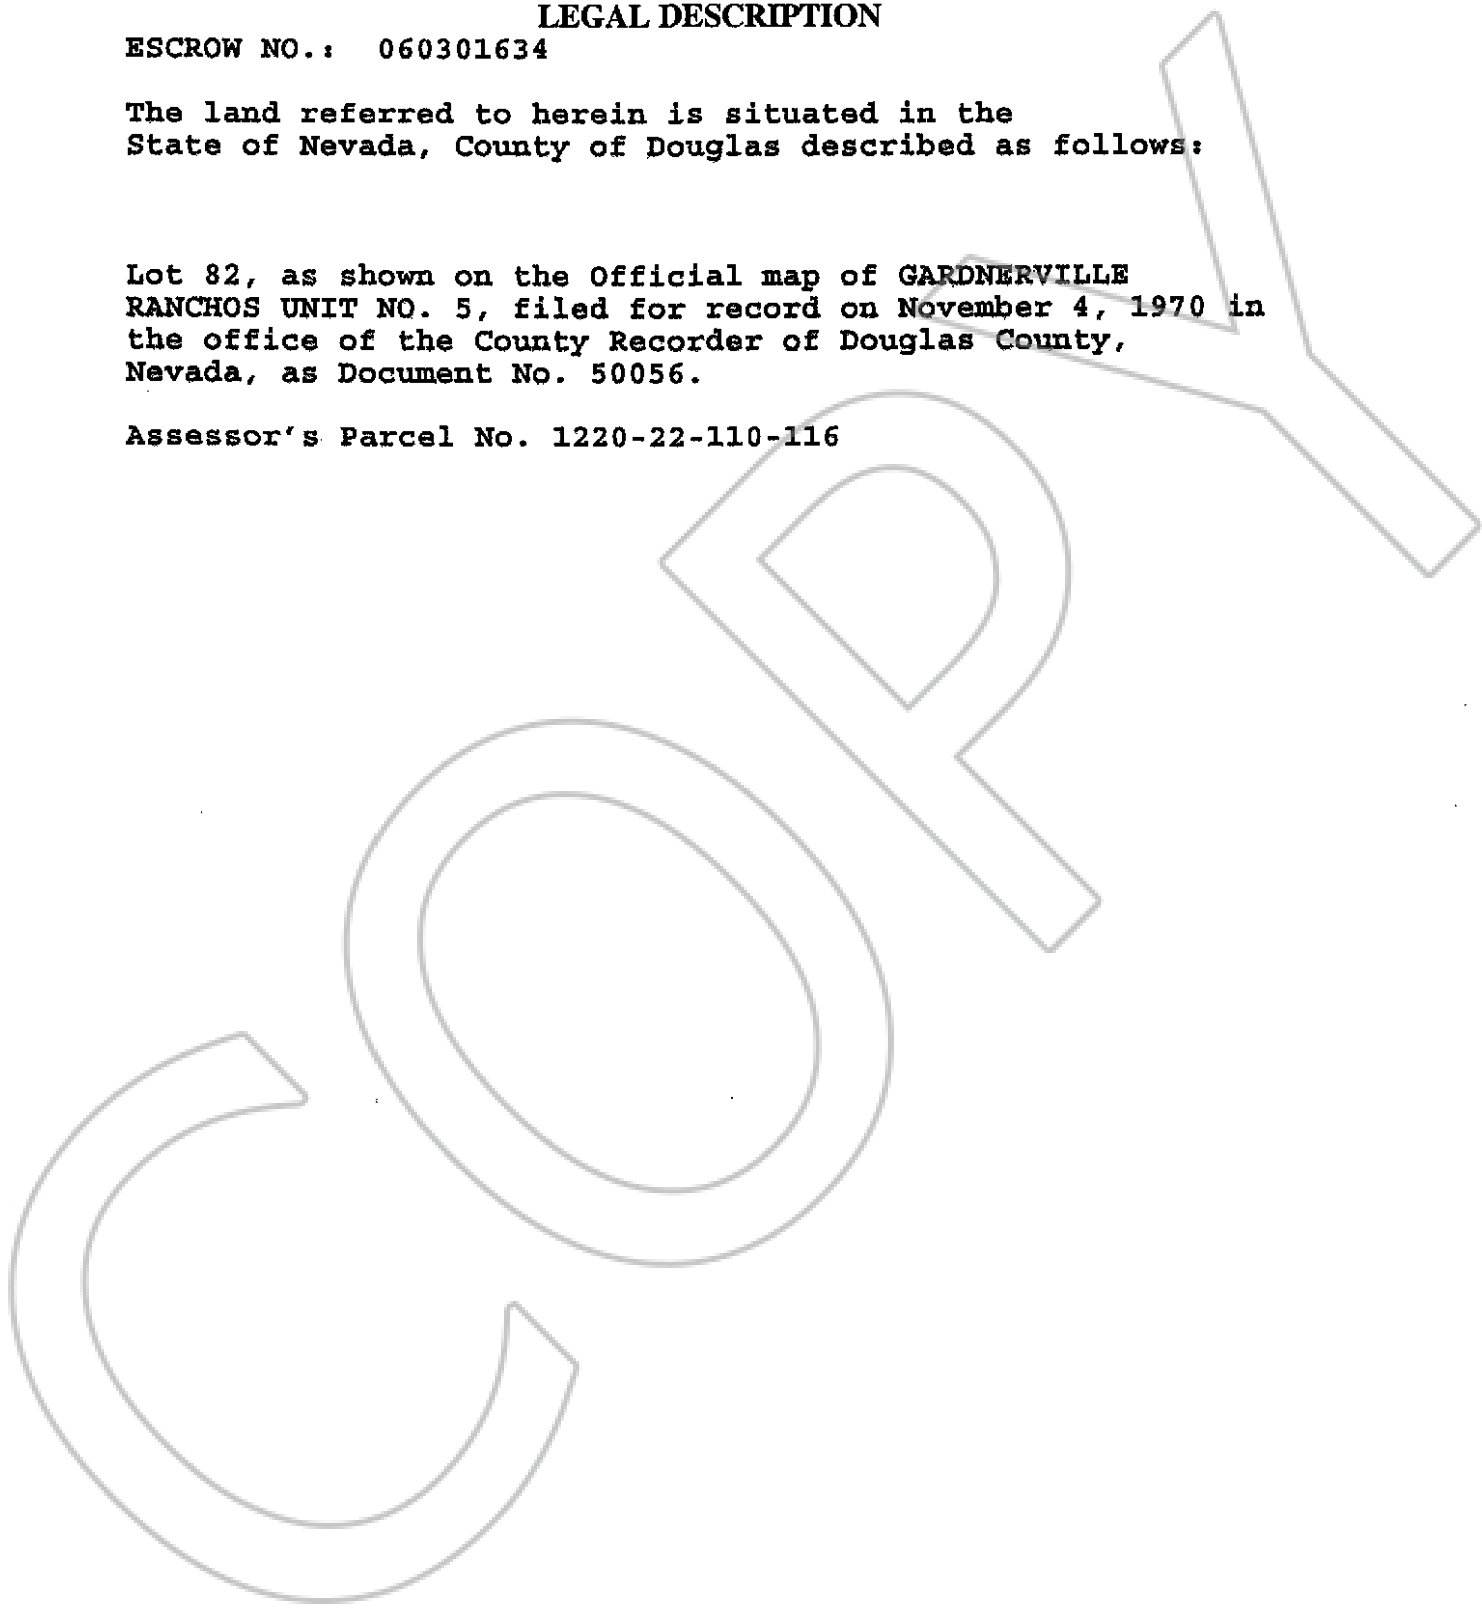 LEGAL DESCRIPTION
ESCROW NO.: 060301634
The land referred to herein is situated in the
State of Nevada, County of Douglas described as follows:
Lot 82, as shown on the Official map of GARDNERVILLE
RANCHOS UNIT NO. 5, filed for record on November 4, 1970 in
the office of the County Recorder of Douglas County,
Nevada, as Document No. 50056.
Assessor's Parcel No. 1220-22-110-116
COPY